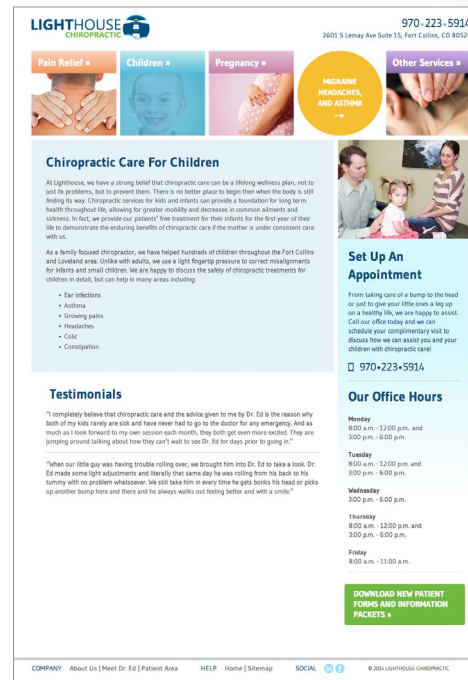 LIGHTHOUSE
CHIROPRACTIC
970•223•5914
2601 S Lemay Ave Suite 15, Fort Collins, CO 8052
Pain Relief »
Children »
Pregnancy »
MIGRAINE
HEADACHES,
AND ASTHMA
→
Other Services »
Chiropractic Care For Children
At Lighthouse, we have a strong belief that chiropractic care can be a lifelong wellness plan, not to
just fix problems, but to prevent them. There is no better place to begin then when the body is still
finding its way. Chiropractic services for kids and infants can provide a foundation for long term
health throughout life, allowing for greater mobility and decreases in common ailments and
sickness. In fact, we provide our patients' free treatment for their infants for the first year of their
life to demonstrate the enduring benefits of chiropractic care if the mother is under consistent care
with us.
As a family focused chiropractor, we have helped hundreds of children throughout the Fort Collins
and Loveland area. Unlike with adults, we use a light fingertip pressure to correct misalignments
for infants and small children. We are happy to discuss the safety of chiropractic treatments for
children in detail, but can help in many areas including:
• Ear infections
• Asthma
• Growing pains
• Headaches
• Colic
• Constipation
Testimonials
"I completely believe that chiropractic care and the advice given to me by Dr. Ed is the reason why
both of my kids rarely are sick and have never had to go to the doctor for any emergency. And as
much as I look forward to my own session each month, they both get even more excited. They are
jumping around talking about how they can't wait to see Dr. Ed for days prior to going in."
"When our little guy was having trouble rolling over, we brought him into Dr. Ed to take a look. Dr.
Ed made some light adjustments and literally that same day he was rolling from his back to his
tummy with no problem whatsoever. We still take him in every time he gets bonks his head or picks
up another bump here and there and he always walks out feeling better and with a smile."
Set Up An
Appointment
From taking care of a bump to the head
or just to give your little ones a leg up
on a healthy life, we are happy to assist.
Call our office today and we can
schedule your complimentary visit to
discuss how we can assist you and your
children with chiropractic care!
970•223•5914
Our Office Hours
Monday
8:00 a.m. - 12:00 p.m. and
3:00 p.m. - 6:00 p.m.
Tuesday
8:00 a.m. - 12:00 p.m. and
3:00 p.m. - 6:00 p.m.
Wednesday
3:00 p.m. - 6:00 p.m.
Thursday
8:00 a.m. - 12:00 p.m. and
3:00 p.m. - 6:00 p.m.
Friday
8:00 a.m. - 11:00 a.m.
DOWNLOAD NEW PATIENT
FORMS AND INFORMATION
PACKETS »
COMPANY About Us | Meet Dr. Ed | Patient Area HELP Home | Sitemap SOCIAL in f © 2014 LIGHTHOUSE CHIROPRACTIC